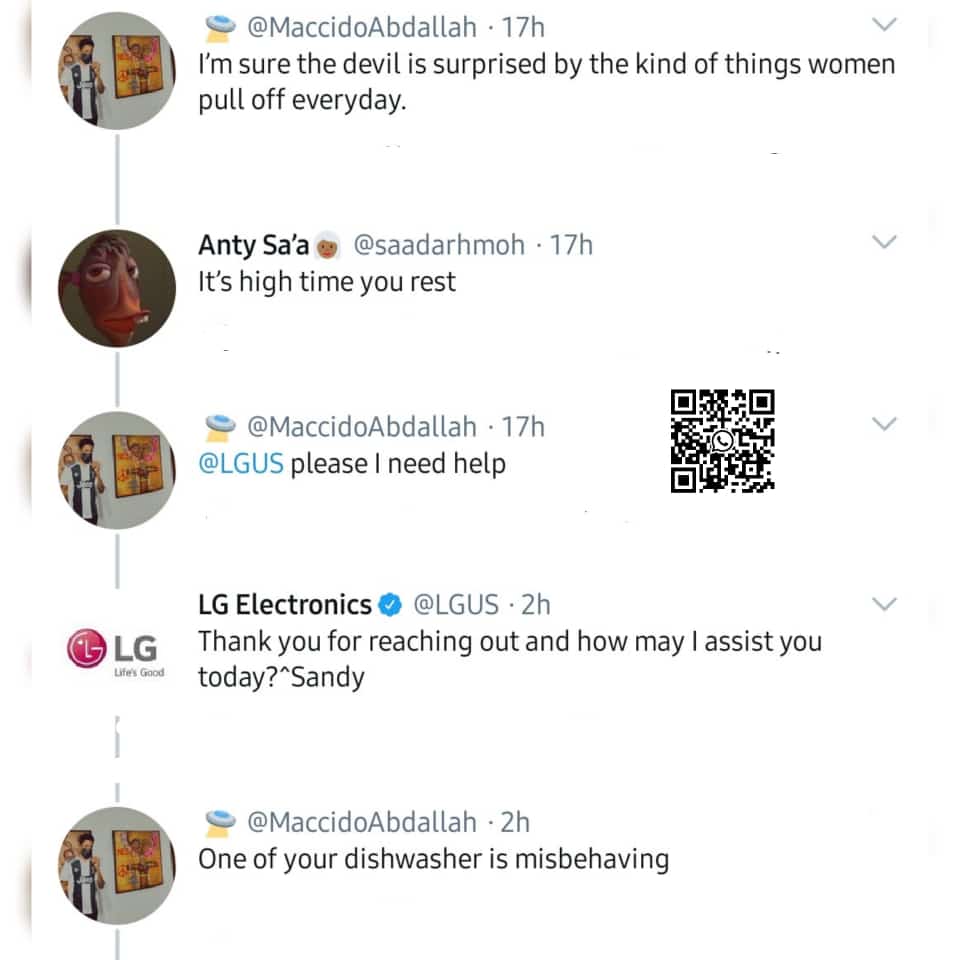 @MaccidoAbdallah · 17h
I'm sure the devil is surprised by the kind of things women
pull off everyday.
Anty Sa'a @saadarhmoh · 17h
It's high time you rest
@MaccidoAbdallah · 17h
@LGUS please I need help
LG Electronics @LGUS · 2h
LG
Life's Good
Thank you for reaching out and how may I assist you
today?^Sandy
@MaccidoAbdallah · 2h
One of your dishwasher is misbehaving